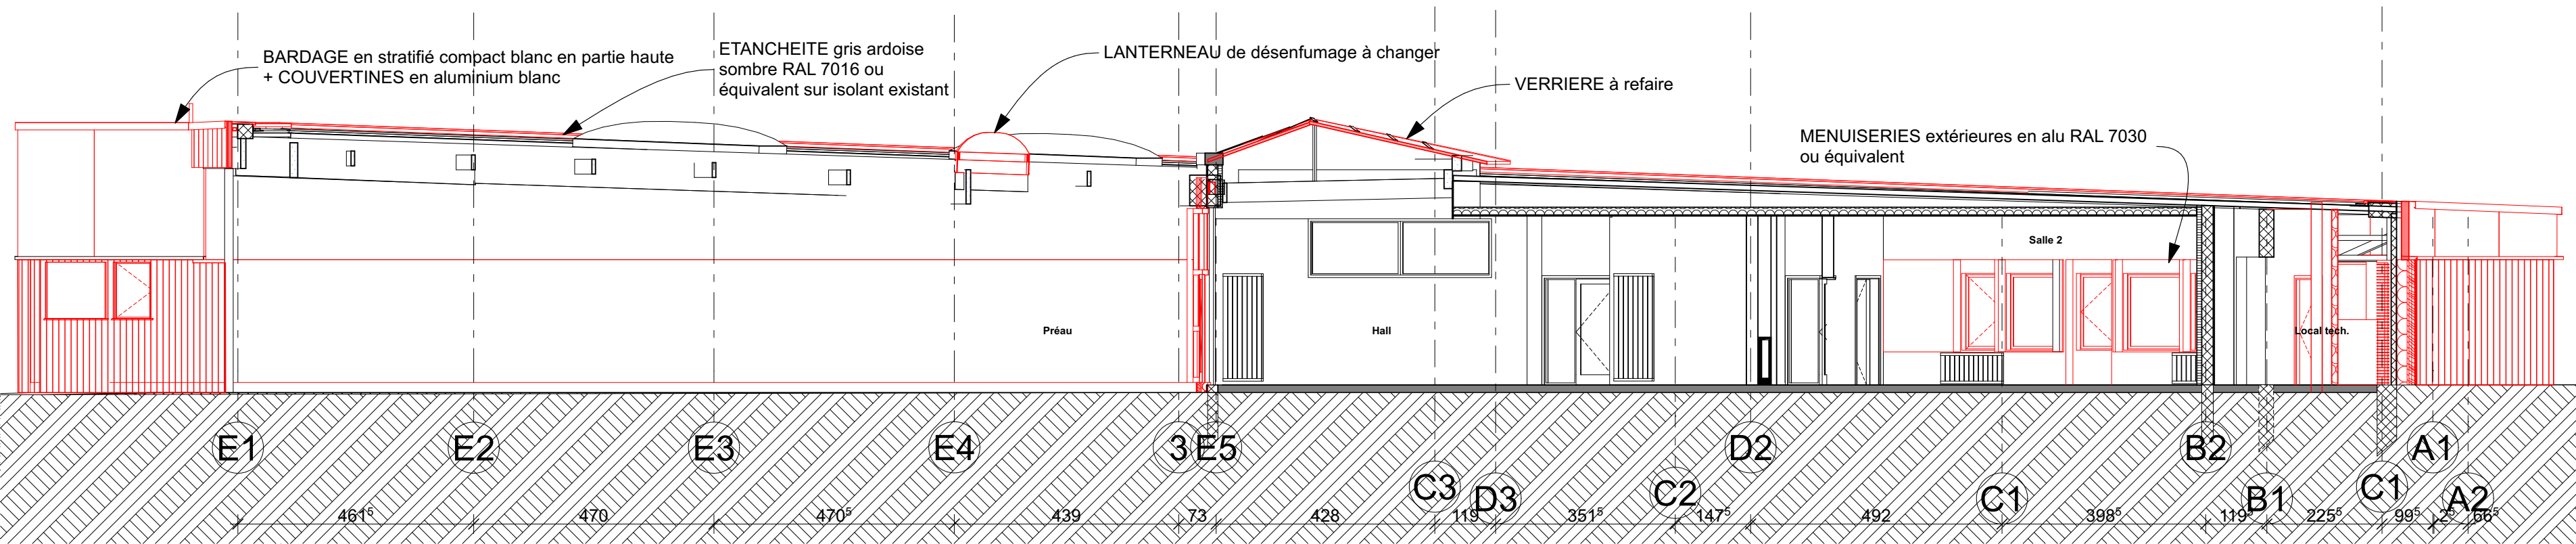 BARDAGE en stratifié compact blanc en partie haute
+ COUVERTINES en aluminium blanc
ETANCHEITE gris ardoise
sombre RAL 7016 ou
équivalent sur isolant existant
LANTERNEAU de désenfumage à changer
VERRIERE à refaire
MENUISERIES extérieures en alu RAL 7030
ou équivalent
Salle 2
Préau
Hall
Local tech.
E1 E2 E3 E4 3 E5 D2 B2 A1
C3 D3 C2 C1 B1 C1 A2
461⁵ 470 470⁵ 439 73 428 119 351⁵ 147⁵ 492 398⁵ 119⁵ 225⁵ 99⁵ 2⁵ 66⁵